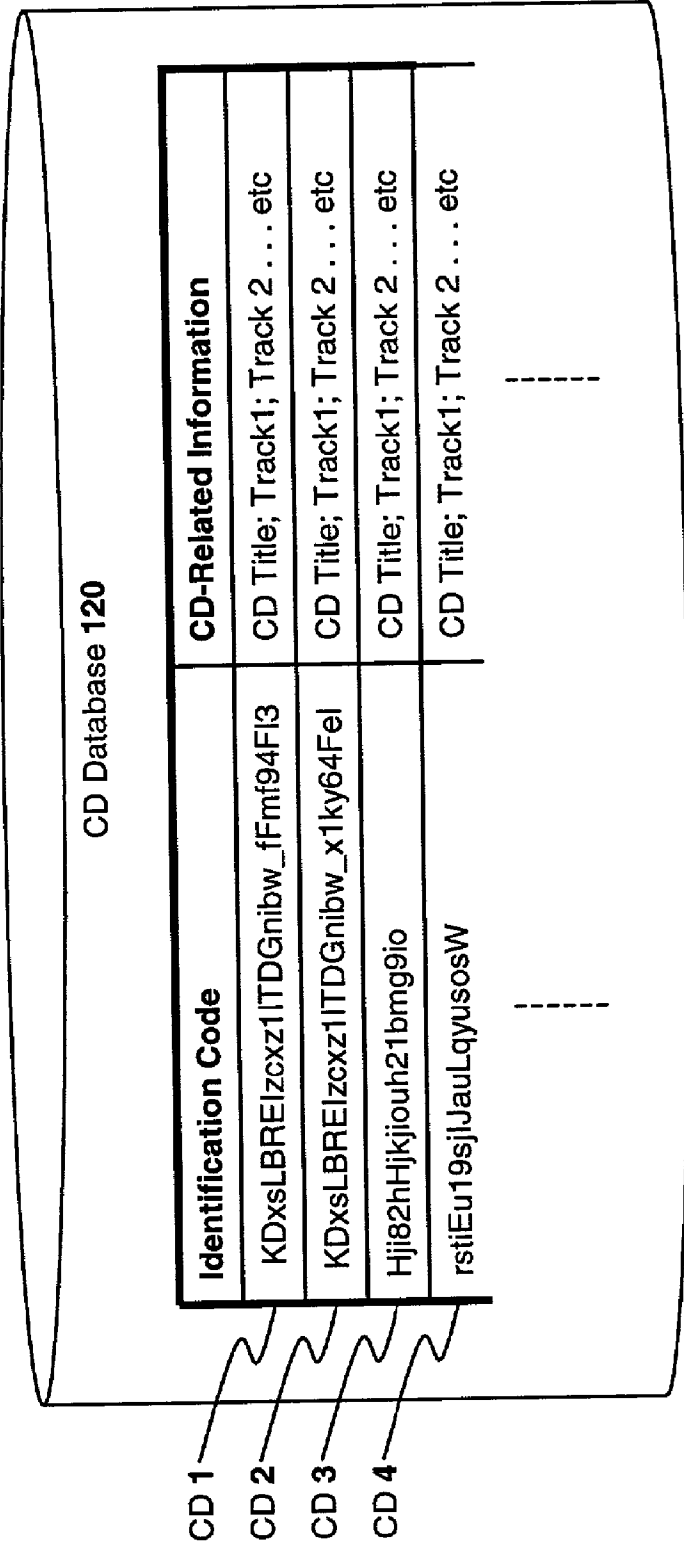 CD Database 120
Identification Code CD-Related Information
CD 1 KDxsLBREIzcxz1ITDGnibw_fFmf94FI3 CD Title; Track1; Track 2 . . . etc
CD 2 KDxsLBREIzcxz1ITDGnibw_x1ky64FeI CD Title; Track1; Track 2 . . . etc
CD 3 Hji82hHjkjiouh21bmg9io CD Title; Track1; Track 2 . . . etc
CD 4 rstiEu19sjIJauLqyusosW CD Title; Track1; Track 2 . . . etc